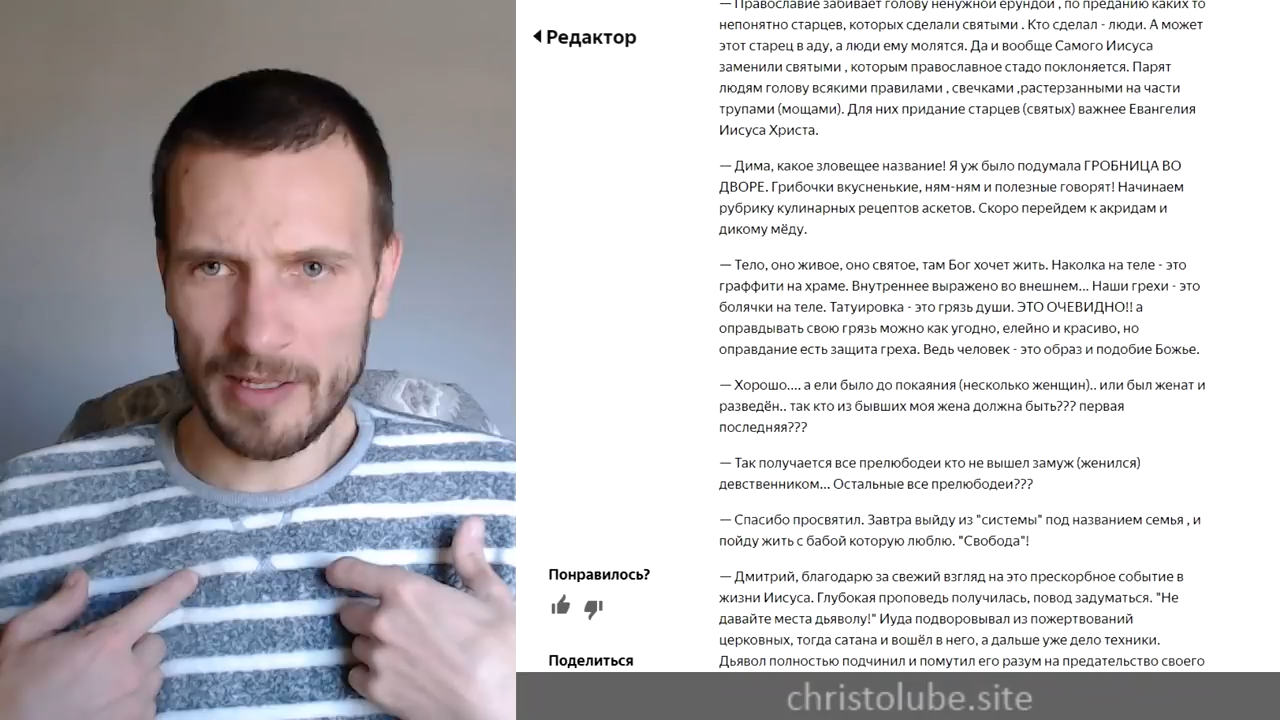 — Православие забивает голову ненужной ерундой , по преданию каких то
непонятно старцев, которых сделали святыми . Кто сделал - люди. А может
этот старец в аду, а люди ему молятся. Да и вообще Самого Иисуса
заменили святыми , которым православное стадо поклоняется. Парят
людям голову всякими правилами , свечками ,растерзанными на части
трупами (мощами). Для них придание старцев (святых) важнее Евангелия
Иисуса Христа.
— Дима, какое зловещее название! Я уж было подумала ГРОБНИЦА ВО
ДВОРЕ. Грибочки вкусненькие, ням-ням и полезные говорят! Начинаем
рубрику кулинарных рецептов аскетов. Скоро перейдем к акридам и
дикому мёду.
— Тело, оно живое, оно святое, там Бог хочет жить. Наколка на теле - это
граффити на храме. Внутреннее выражено во внешнем... Наши грехи - это
болячки на теле. Татуировка - это грязь души. ЭТО ОЧЕВИДНО!! а
оправдывать свою грязь можно как угодно, елейно и красиво, но
оправдание есть защита греха. Ведь человек - это образ и подобие Божье.
— Хорошо.... а ели было до покаяния (несколько женщин).. или был женат и
разведён.. так кто из бывших моя жена должна быть??? первая
последняя???
— Так получается все прелюбодеи кто не вышел замуж (женился)
девственником... Остальные все прелюбодеи???
— Спасибо просвятил. Завтра выйду из "системы" под названием семья , и
пойду жить с бабой которую люблю. "Свобода"!
— Дмитрий, благодарю за свежий взгляд на это прескорбное событие в
жизни Иисуса. Глубокая проповедь получилась, повод задуматься. "Не
давайте места дьяволу!" Иуда подворовывал из пожертвований
церковных, тогда сатана и вошёл в него, а дальше уже дело техники.
Дьявол полностью подчинил и помутил его разум на предательство своего
Редактор
Понравилось?
Поделиться
christolube.site